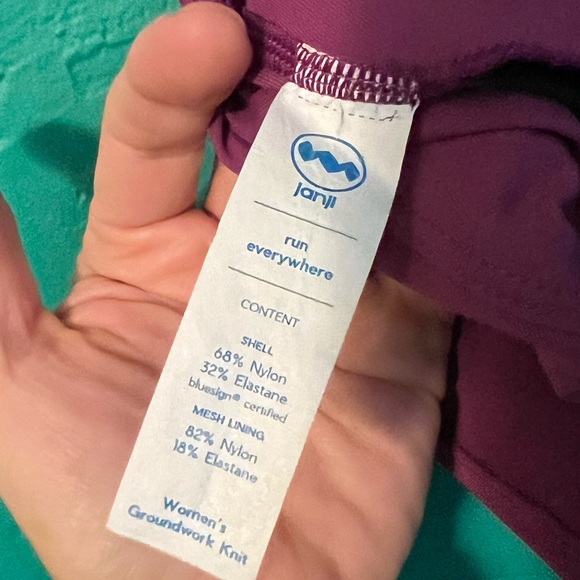 janji
run
everywhere
CONTENT
SHELL
68% Nylon
32% Elastane
bluesign® certified
MESH LINING
82% Nylon
18% Elastane
Women's
Groundwork Knit